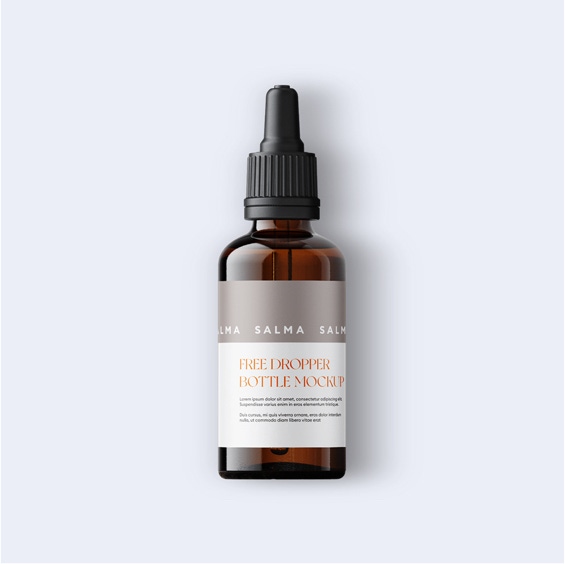 LMA SALMA SALM
FREE DROPPER
BOTTLE MOCKUP
Lorem ipsum dolor sit amet, consectetur adipiscing elit.
Suspendisse varius enim in eros elementum tristique.
Duis cursus, mi quis viverra ornare, eros dolor interdum
nulla, ut commodo diam libero vitae erat